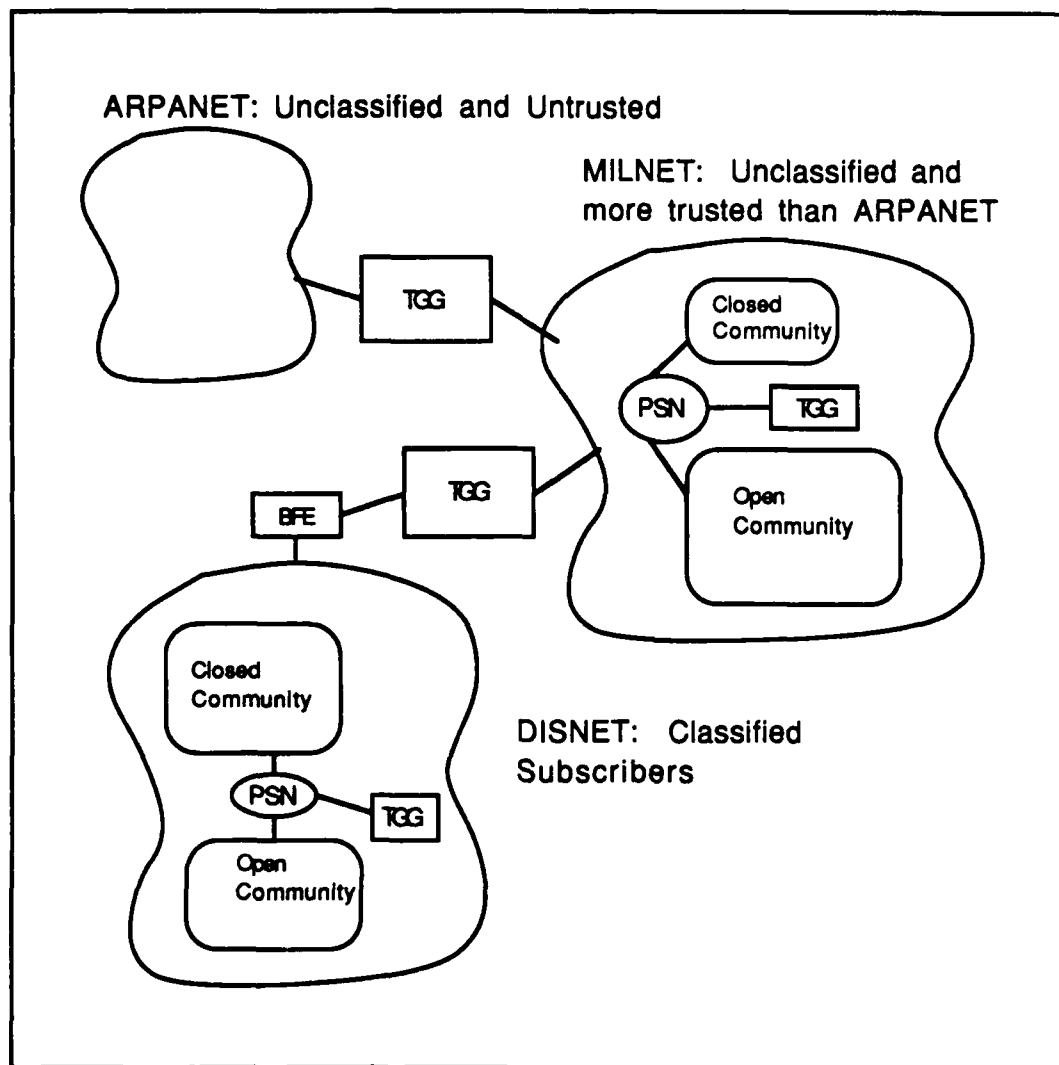 ARPANET: Unclassified and Untrusted
MILNET: Unclassified and
more trusted than ARPANET
TGG
Closed
Community
PSN
TGG
Open
Community
TGG
BFE
Closed
Community
DISNET: Classified
Subscribers
PSN
TGG
Open
Community